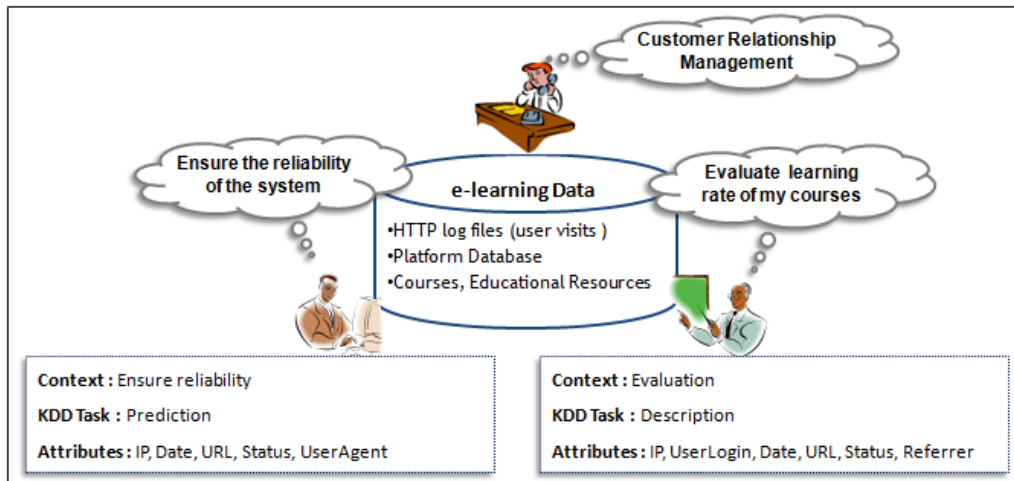 Customer Relationship
Management
Ensure the reliability
of the system
Evaluate learning
rate of my courses
e-learning Data
•HTTP log files (user visits )
•Platform Database
•Courses, Educational Resources
Context : Ensure reliability
KDD Task : Prediction
Attributes : IP, Date, URL, Status, UserAgent
Context : Evaluation
KDD Task : Description
Attributes : IP, UserLogin, Date, URL, Status, Referrer